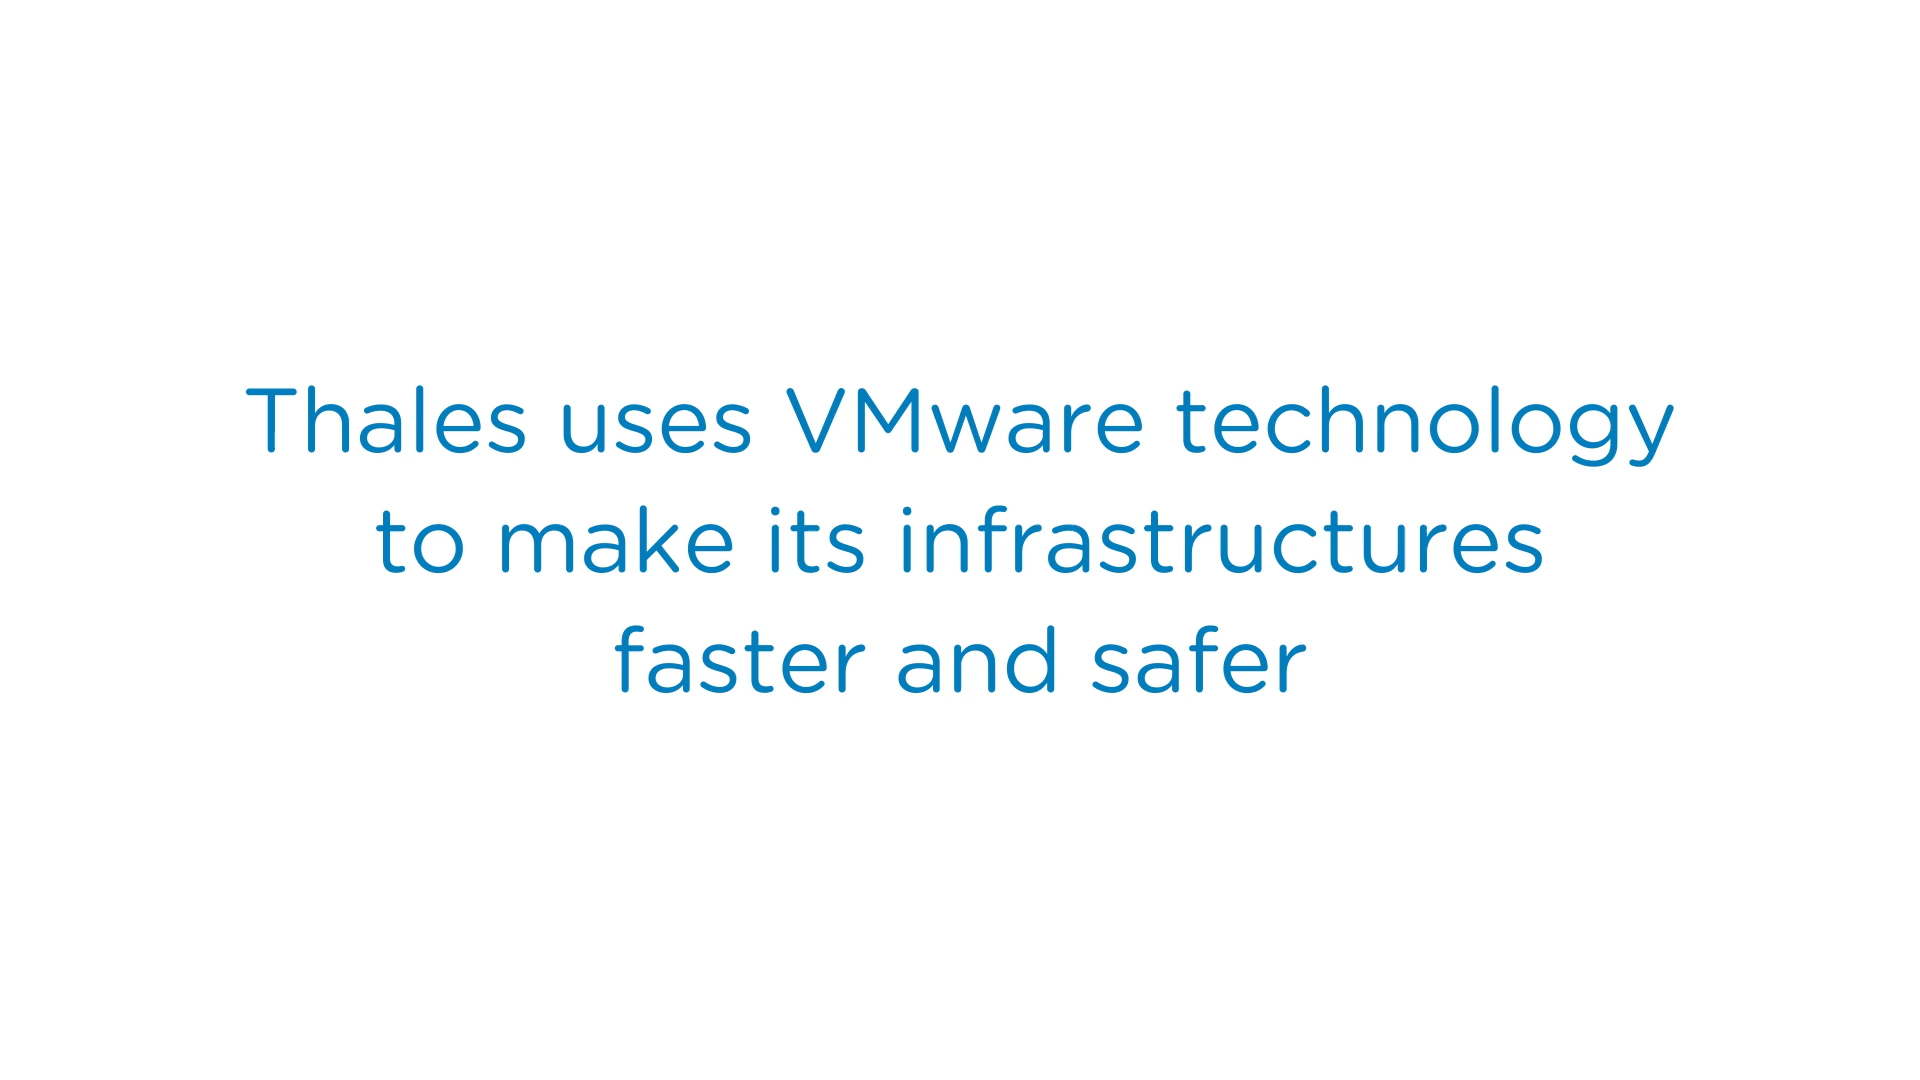 Thales uses VMware technology
to make its infrastructures
faster and safer